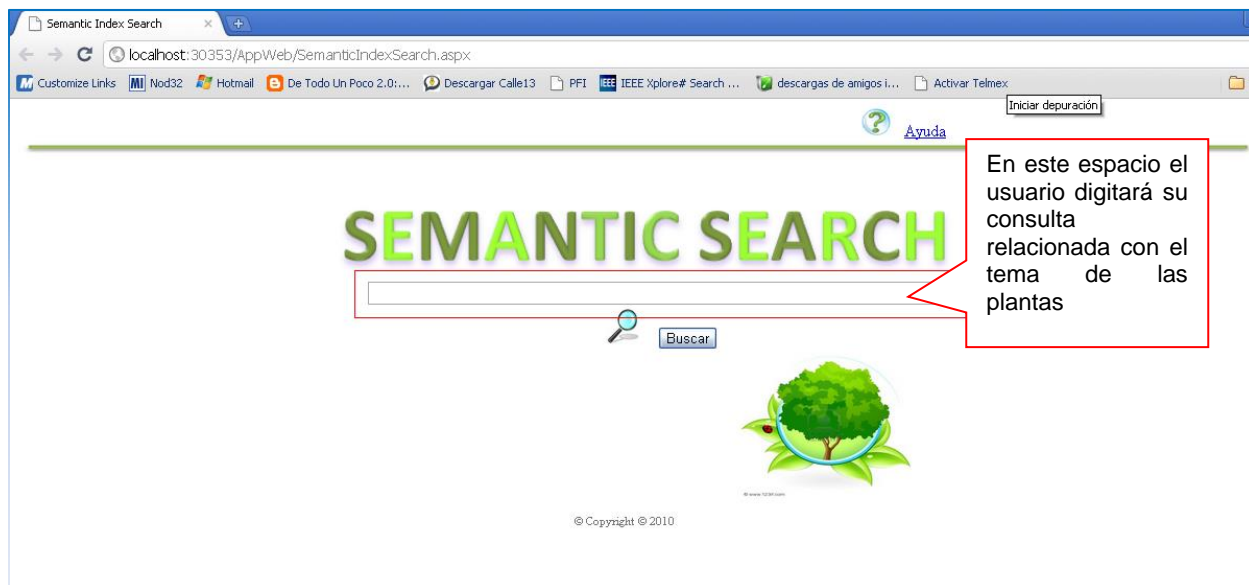 Semantic Index Search
localhost:30353/AppWeb/SemanticIndexSearch.aspx
Customize Links Nod32 Hotmail De Todo Un Poco 2.0:... Descargar Calle13 PFI IEEE IEEE Xplore# Search ... descargas de amigos i... Activar Telmex
Iniciar depuración
Ayuda
En este espacio el
usuario digitará su
consulta
relacionada con el
tema de las
plantas
SEMANTIC SEARCH
Buscar
© Copyright © 2010